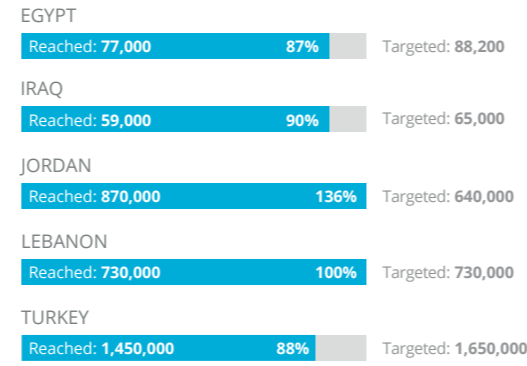 EGYPT
Reached: 77,000 87% Targeted: 88,200
IRAQ
Reached: 59,000 90% Targeted: 65,000
JORDAN
Reached: 870,000 136% Targeted: 640,000
LEBANON
Reached: 730,000 100% Targeted: 730,000
TURKEY
Reached: 1,450,000 88% Targeted: 1,650,000